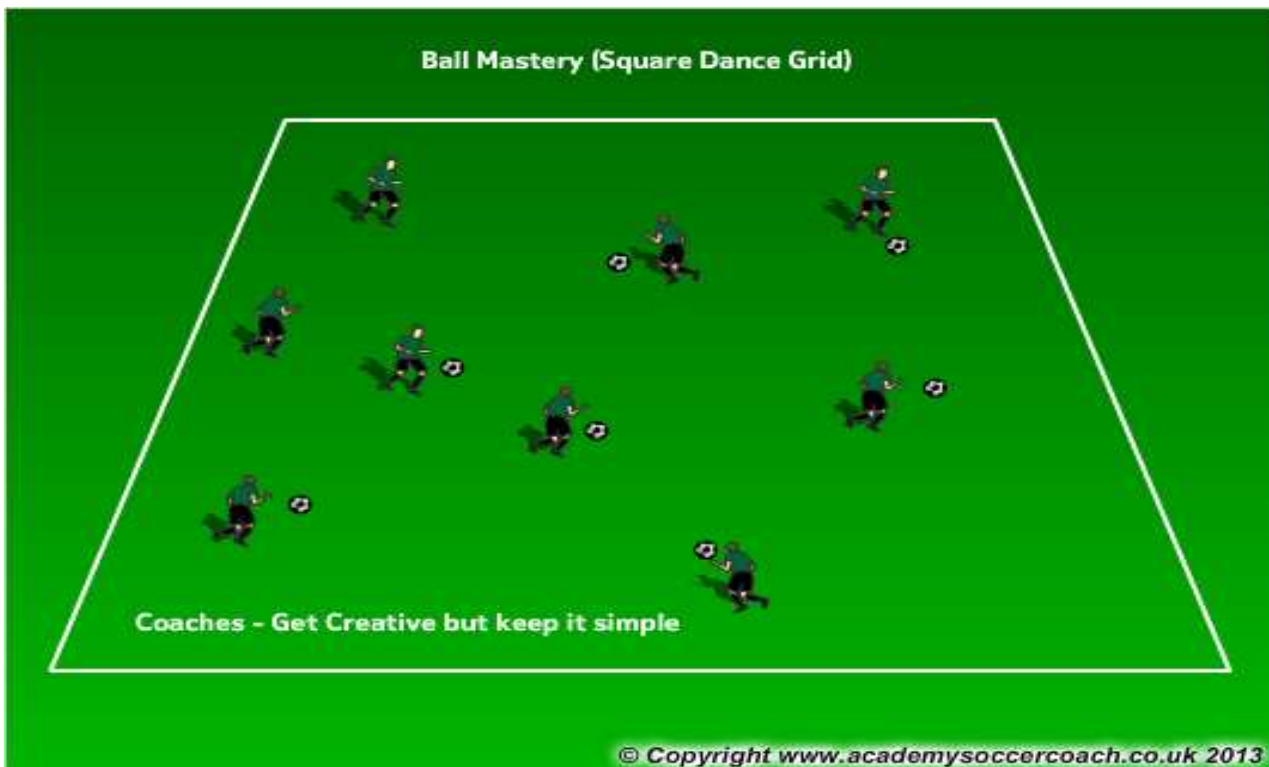 Ball Mastery (Square Dance Grid)
Coaches - Get Creative but keep it simple
© Copyright www.academysoccercoach.co.uk 2013